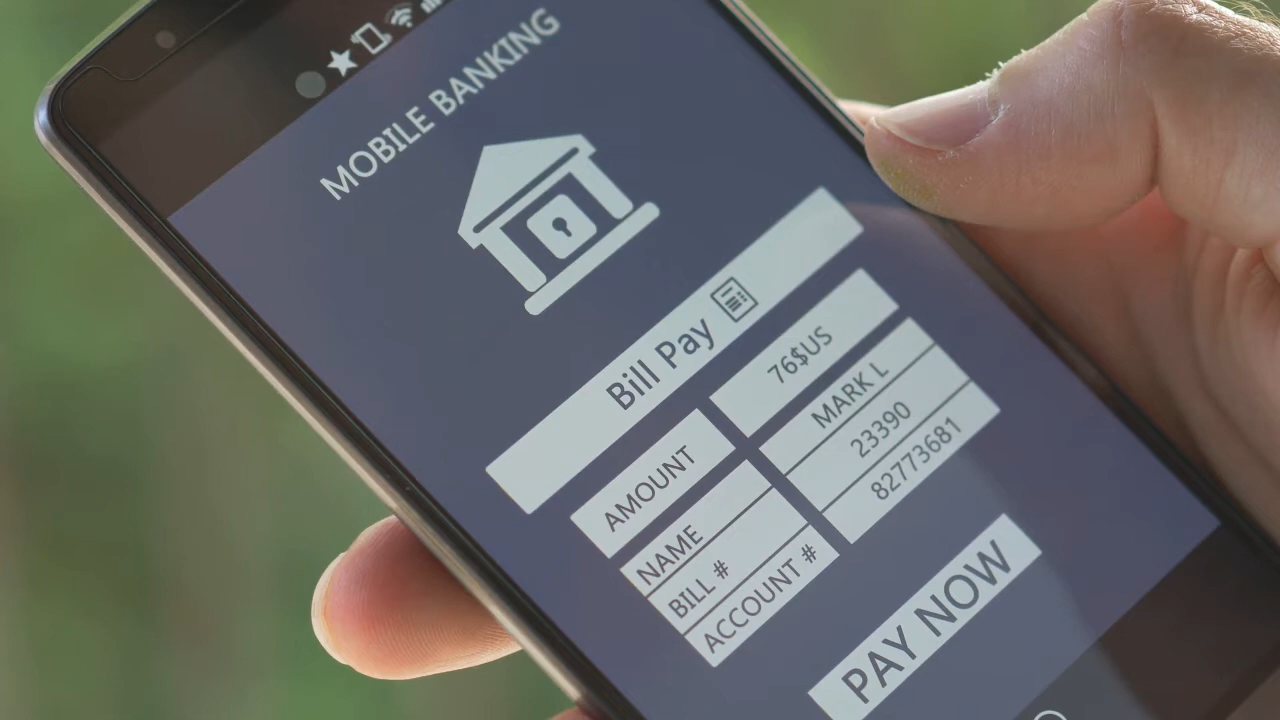 MOBILE BANKING
Bill Pay
AMOUNT 76$US
NAME MARK L
BILL # 23390
ACCOUNT # 82773681
PAY NOW